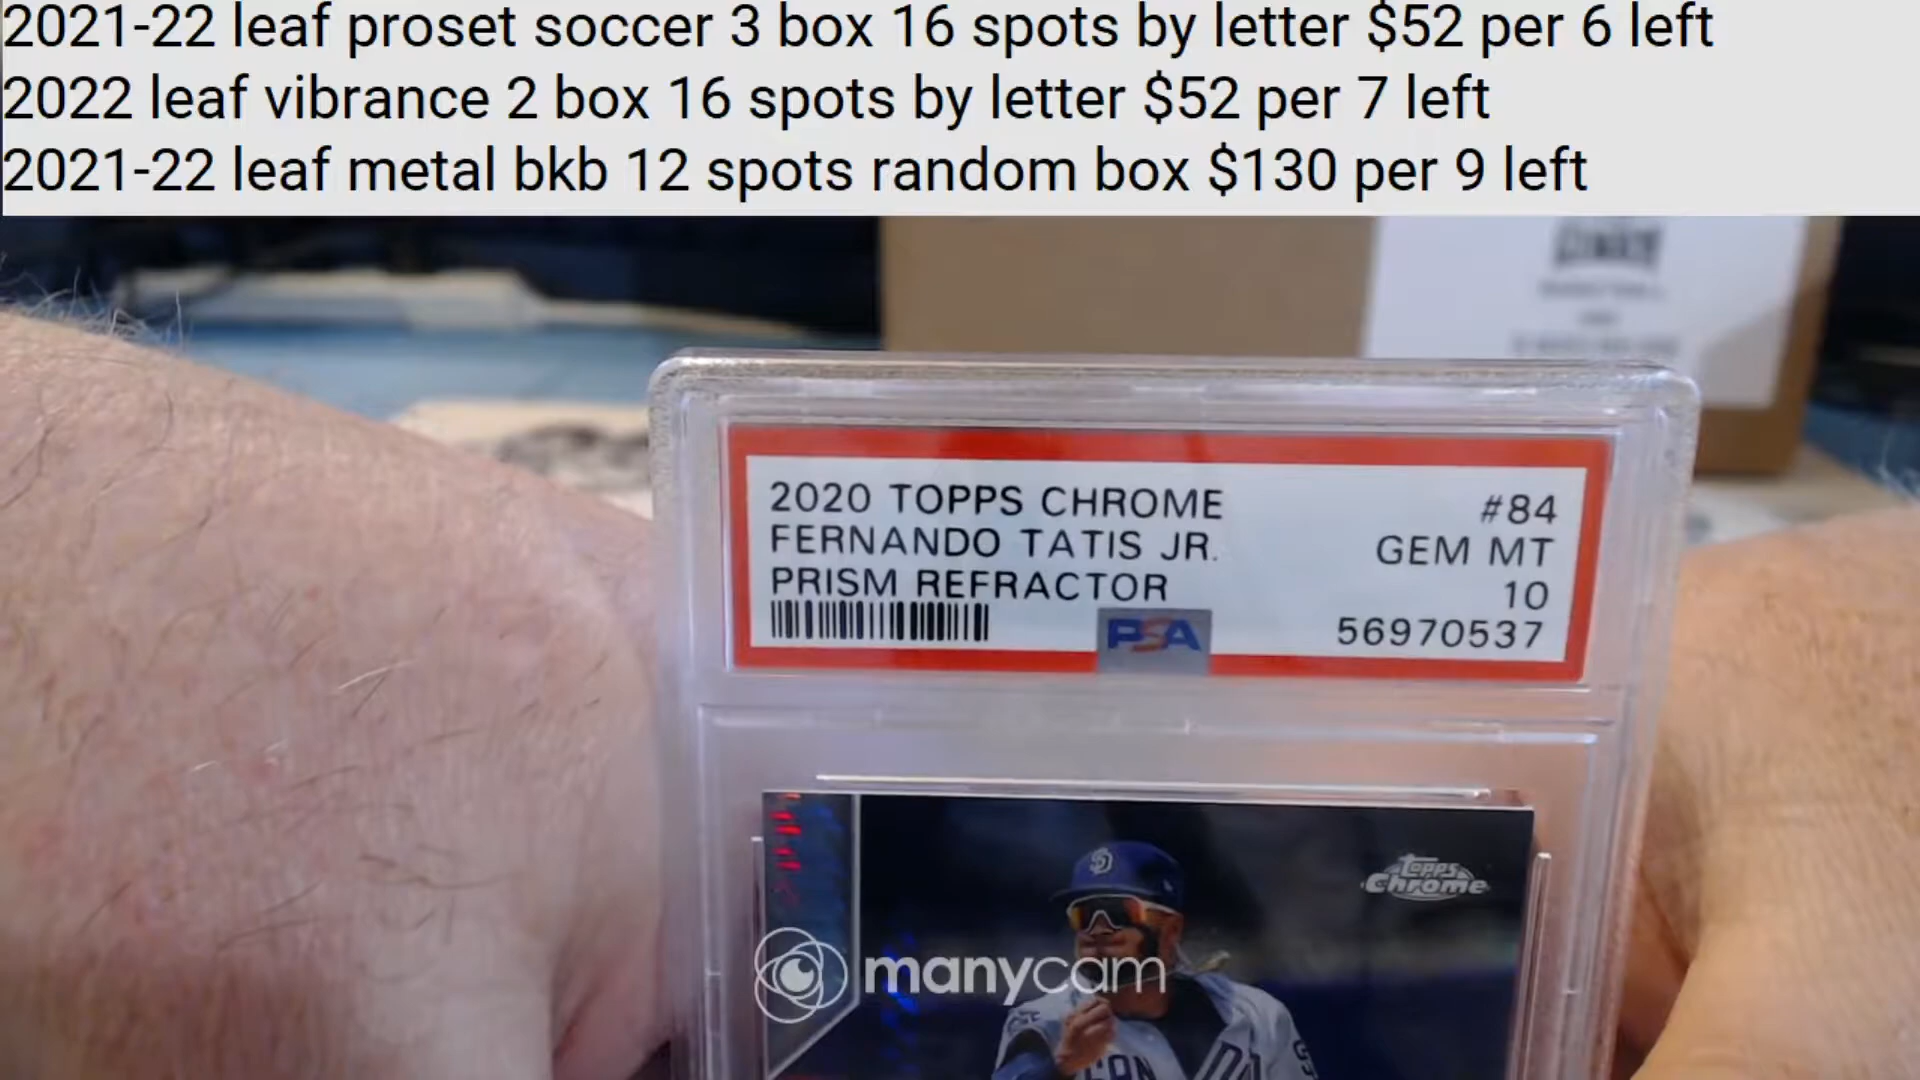 2021-22 leaf proset soccer 3 box 16 spots by letter $52 per 6 left
2022 leaf vibrance 2 box 16 spots by letter $52 per 7 left
2021-22 leaf metal bkb 12 spots random box $130 per 9 left
2020 TOPPS CHROME #84
FERNANDO TATIS JR. GEM MT
PRISM REFRACTOR 10
PSA 56970537
Topps
Chrome
manycam